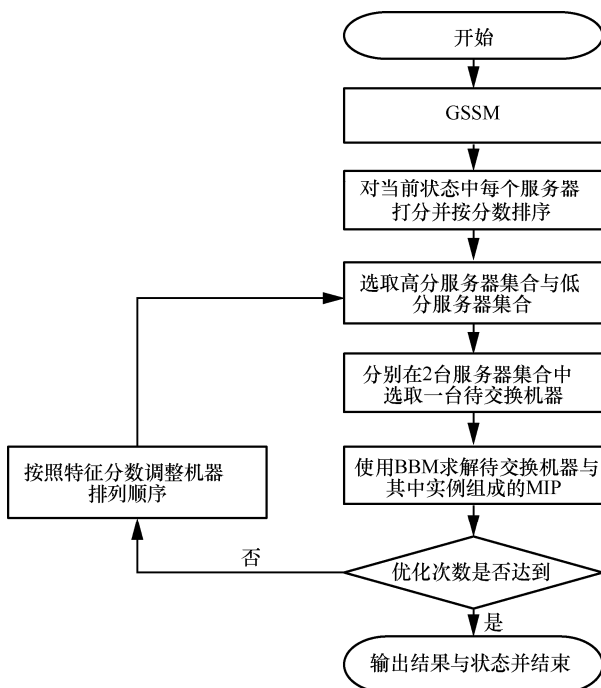 开始
GSSM
对当前状态中每个服务器
打分并按分数排序
选取高分服务器集合与低
分服务器集合
分别在2台服务器集合中
选取一台待交换机器
按照特征分数调整机器
排列顺序
使用BBM求解待交换机器与
其中实例组成的MIP
否
优化次数是否达到
是
输出结果与状态并结束